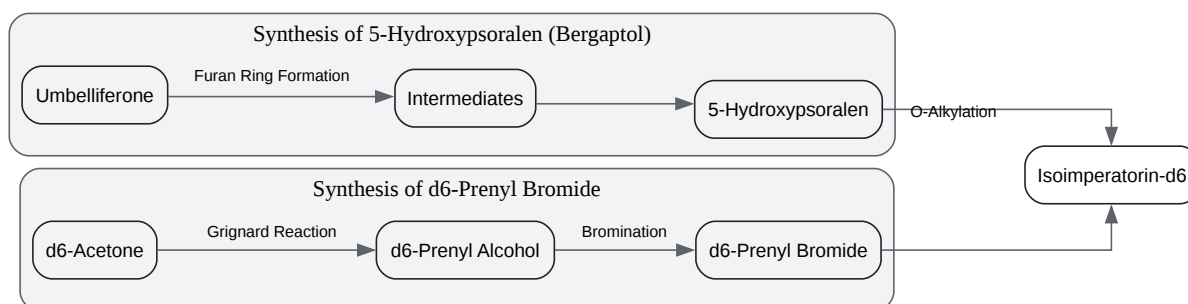 Synthesis of 5-Hydroxypsoralen (Bergaptol)
Umbelliferone
Furan Ring Formation
Intermediates
5-Hydroxypsoralen
O-Alkylation
Isoimperatorin-d6
Synthesis of d6-Prenyl Bromide
d6-Acetone
Grignard Reaction
d6-Prenyl Alcohol
Bromination
d6-Prenyl Bromide